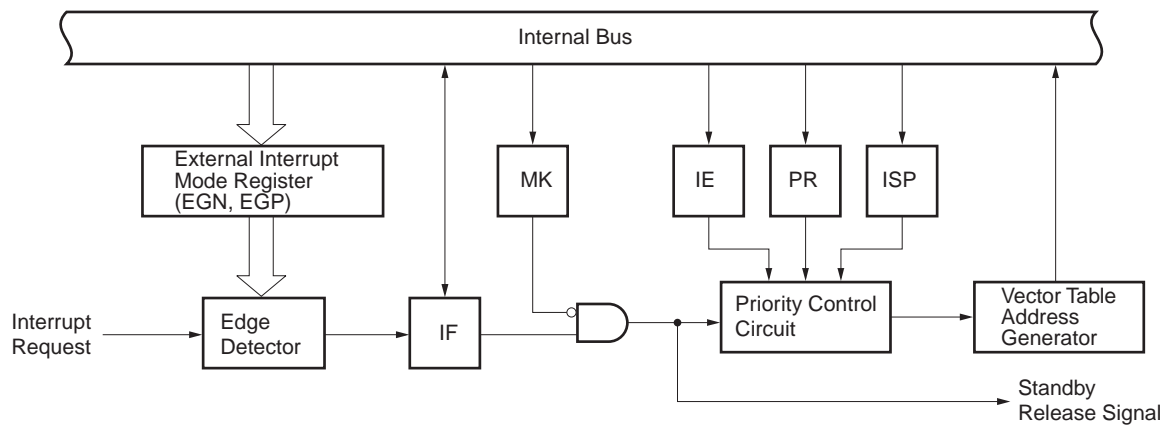 Internal Bus
External Interrupt
Mode Register
(EGN, EGP)
MK
IE
PR
ISP
Interrupt
Request
Edge
Detector
IF
Priority Control
Circuit
Vector Table
Address
Generator
Standby
Release Signal